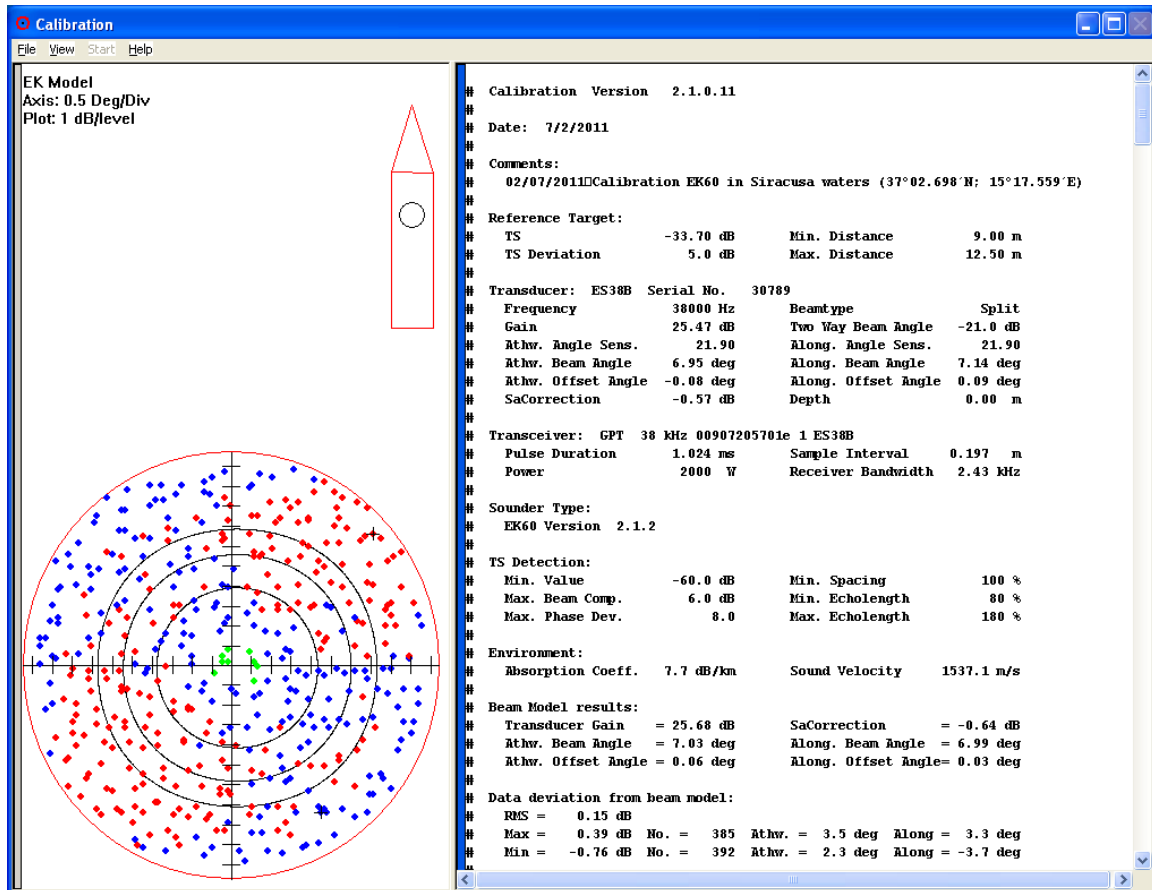 Calibration
File View Start Help
EK Model
Axis: 0.5 Deg/Div
Plot: 1 dB/level
# Calibration Version 2.1.0.11
#
# Date: 7/2/2011
#
# Comments:
# 02/07/2011□Calibration EK60 in Siracusa waters (37°02.698´N; 15°17.559´E)
#
# Reference Target:
# TS -33.70 dB Min. Distance 9.00 m
# TS Deviation 5.0 dB Max. Distance 12.50 m
#
# Transducer: ES38B Serial No. 30789
# Frequency 38000 Hz Beamtype Split
# Gain 25.47 dB Two Way Beam Angle -21.0 dB
# Athw. Angle Sens. 21.90 Along. Angle Sens. 21.90
# Athw. Beam Angle 6.95 deg Along. Beam Angle 7.14 deg
# Athw. Offset Angle -0.08 deg Along. Offset Angle 0.09 deg
# SaCorrection -0.57 dB Depth 0.00 m
#
# Transceiver: GPT 38 kHz 00907205701e 1 ES38B
# Pulse Duration 1.024 ms Sample Interval 0.197 m
# Power 2000 W Receiver Bandwidth 2.43 kHz
#
# Sounder Type:
# EK60 Version 2.1.2
#
# TS Detection:
# Min. Value -60.0 dB Min. Spacing 100 %
# Max. Beam Comp. 6.0 dB Min. Echolength 80 %
# Max. Phase Dev. 8.0 Max. Echolength 180 %
#
# Environment:
# Absorption Coeff. 7.7 dB/km Sound Velocity 1537.1 m/s
#
# Beam Model results:
# Transducer Gain = 25.68 dB SaCorrection = -0.64 dB
# Athw. Beam Angle = 7.03 deg Along. Beam Angle = 6.99 deg
# Athw. Offset Angle = 0.06 deg Along. Offset Angle= 0.03 deg
#
# Data deviation from beam model:
# RMS = 0.15 dB
# Max = 0.39 dB No. = 385 Athw. = 3.5 deg Along = 3.3 deg
# Min = -0.76 dB No. = 392 Athw. = 2.3 deg Along = -3.7 deg
#